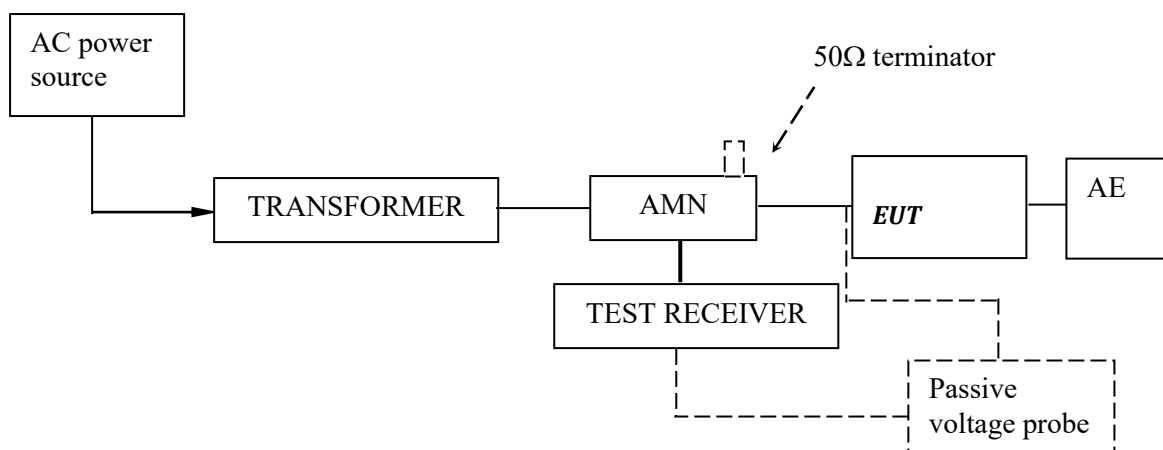 AC power
source
50Ω terminator
TRANSFORMER
AMN
EUT
AE
TEST RECEIVER
Passive
voltage probe